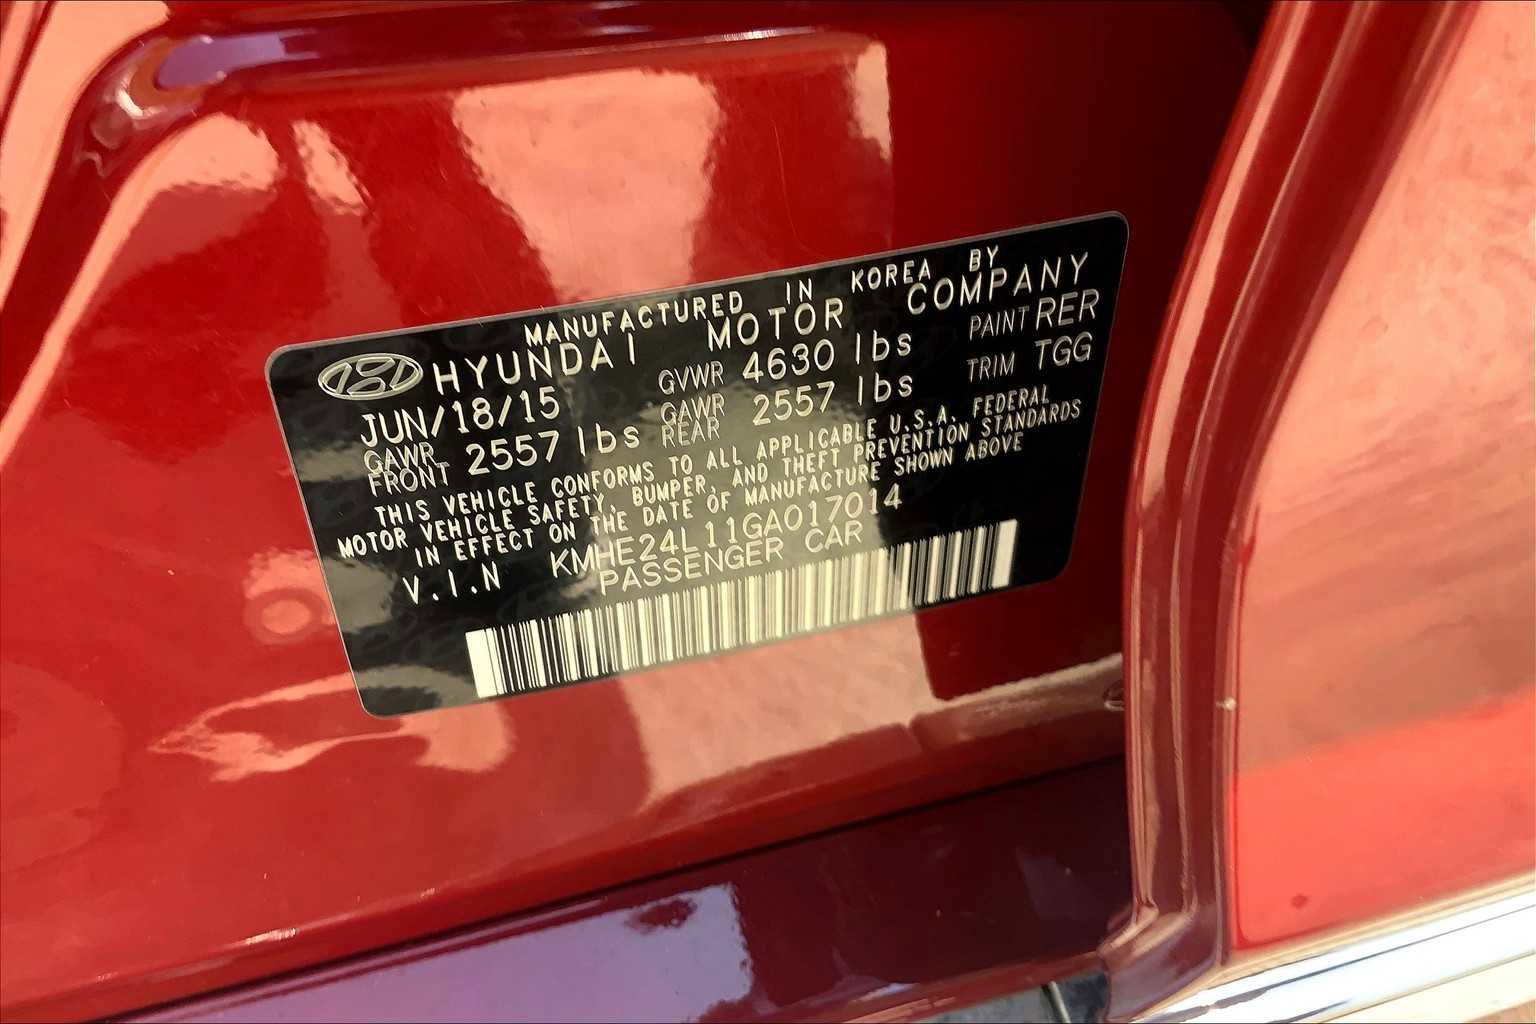 MANUFACTURED IN KOREA BY
HYUNDAI MOTOR COMPANY
JUN/18/15 GVWR 4630 lbs PAINT RER
GAWR FRONT 2557 lbs GAWR REAR 2557 lbs TRIM TGG
THIS VEHICLE CONFORMS TO ALL APPLICABLE U.S.A. FEDERAL
MOTOR VEHICLE SAFETY, BUMPER, AND THEFT PREVENTION STANDARDS
IN EFFECT ON THE DATE OF MANUFACTURE SHOWN ABOVE
V.I.N KMHE24L11GA017014
PASSENGER CAR